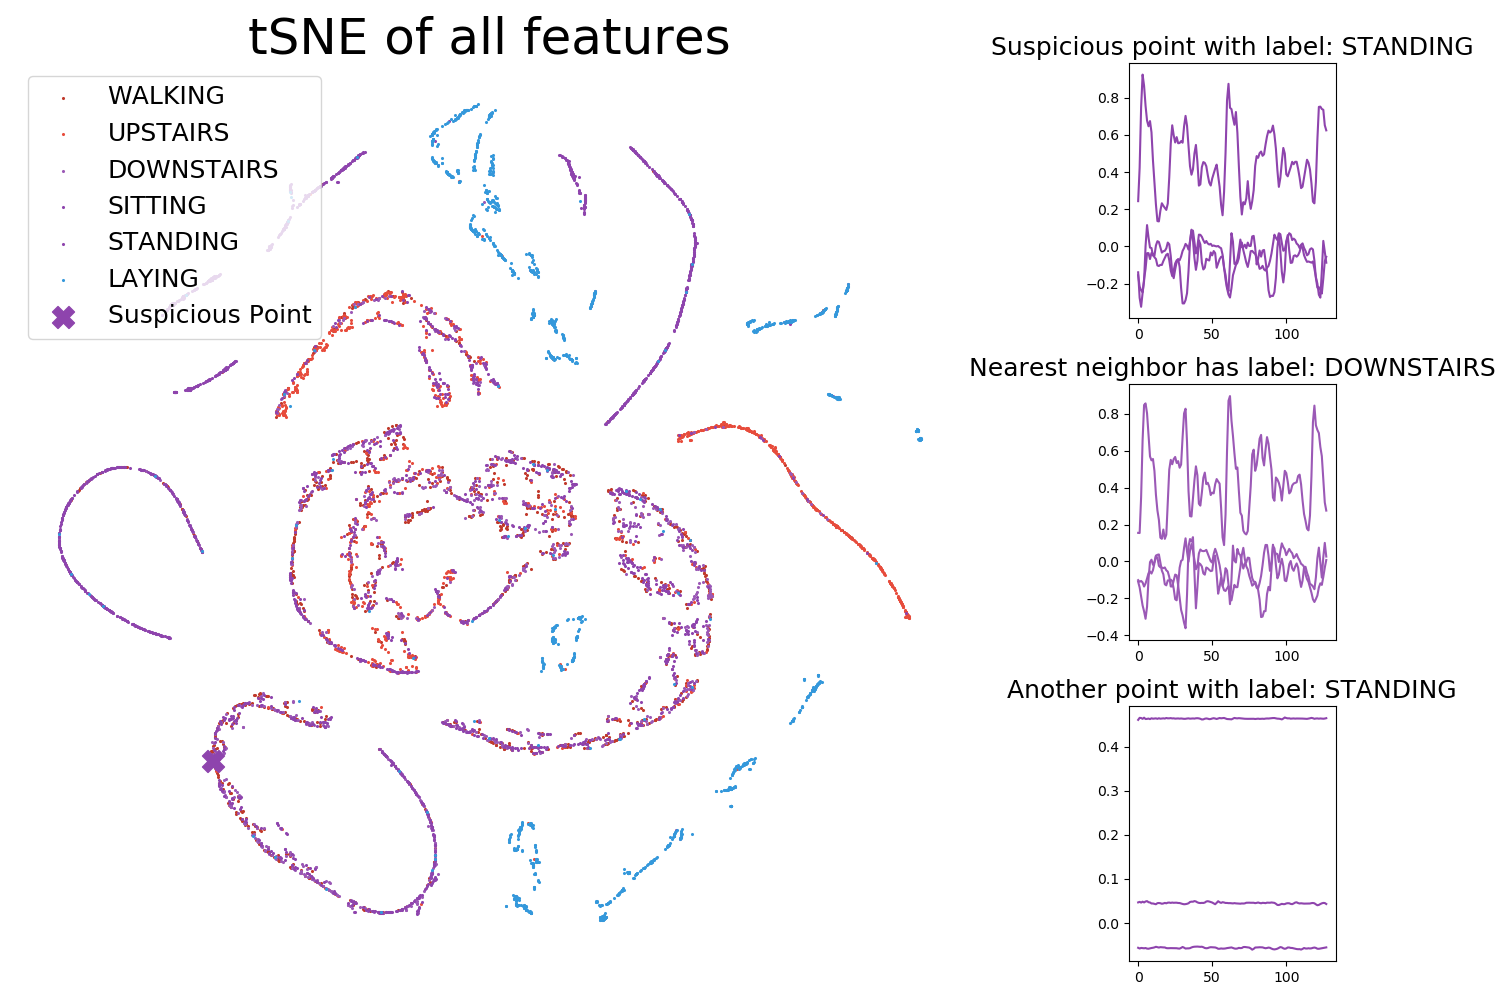 tSNE of all features
WALKING
UPSTAIRS
DOWNSTAIRS
SITTING
STANDING
LAYING
Suspicious Point
Suspicious point with label: STANDING
0.8
0.6
0.4
0.2
0.0
−0.2
0 50 100
Nearest neighbor has label: DOWNSTAIRS
0.8
0.6
0.4
0.2
0.0
−0.2
−0.4
0 50 100
Another point with label: STANDING
0.4
0.3
0.2
0.1
0.0
0 50 100